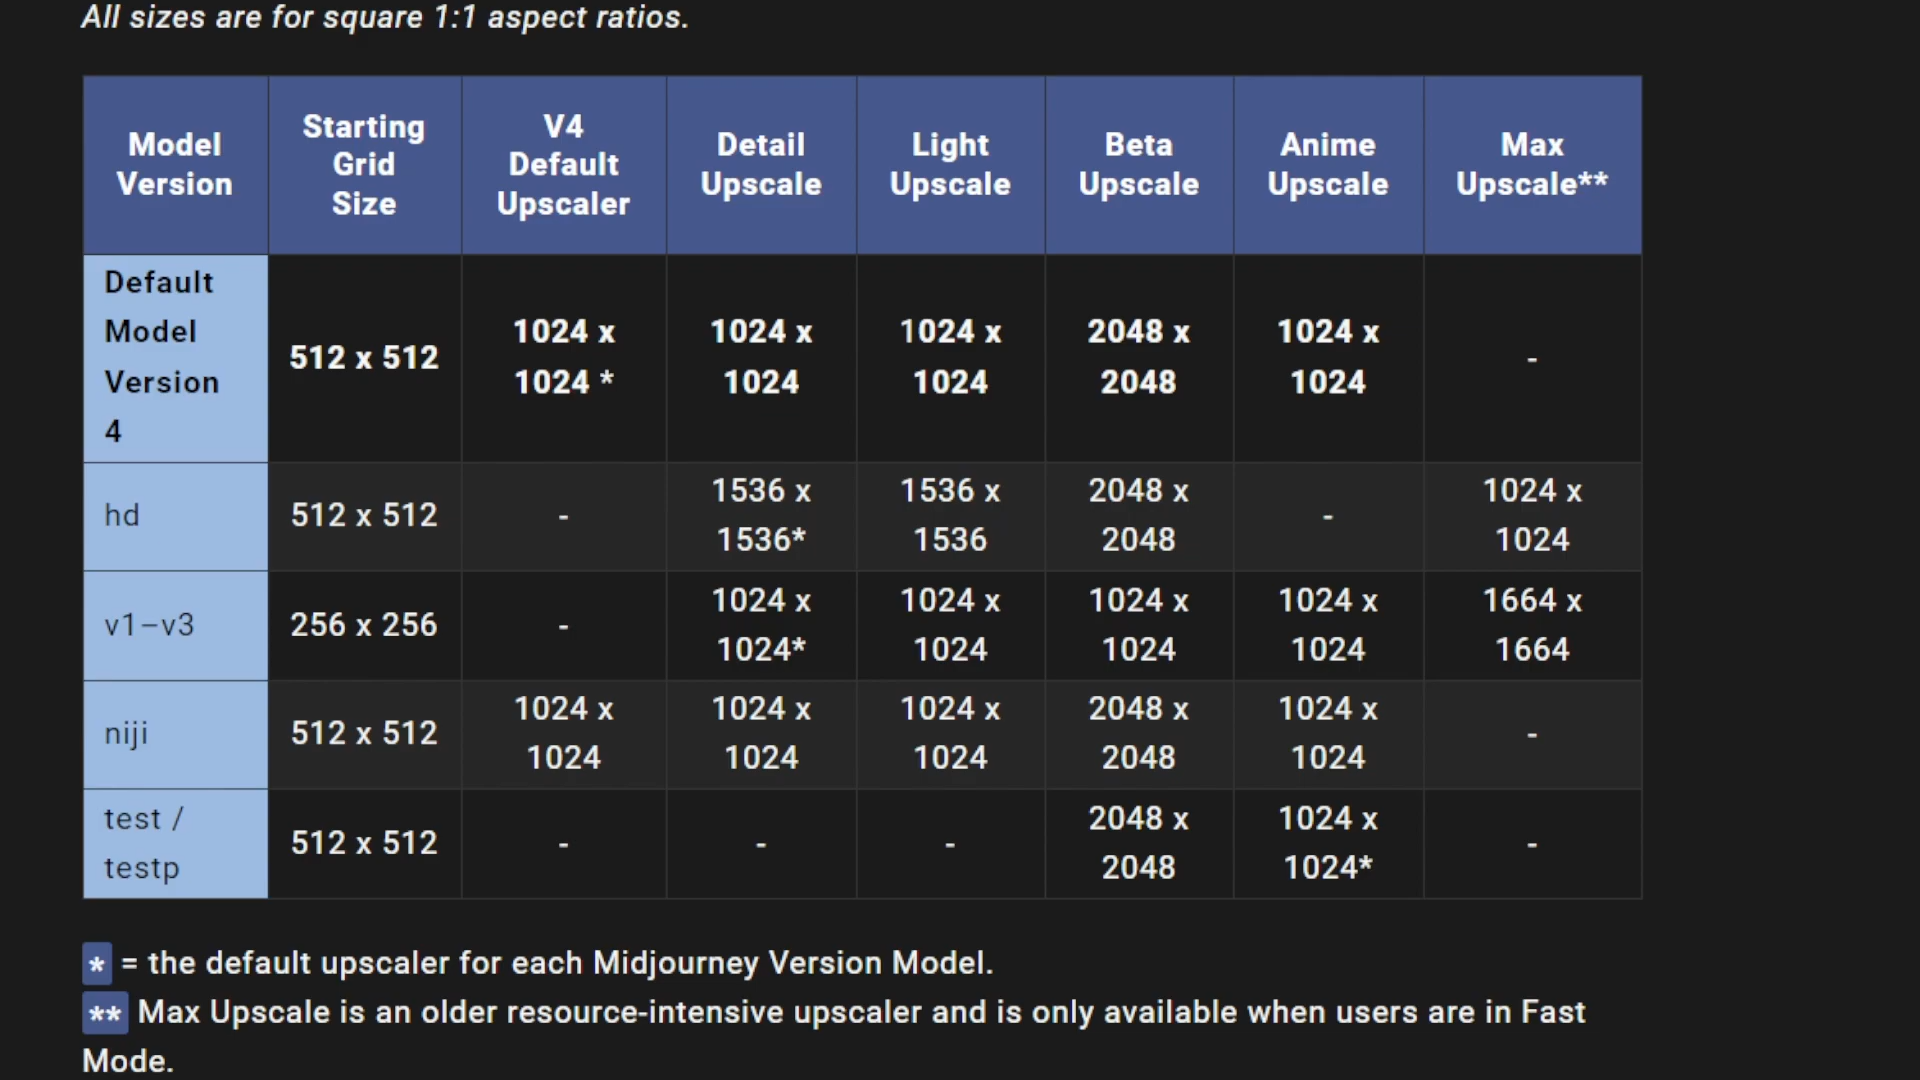 All sizes are for square 1:1 aspect ratios.
Model Version
Starting Grid Size
V4 Default Upscaler
Detail Upscale
Light Upscale
Beta Upscale
Anime Upscale
Max Upscale**
Default Model Version 4
512 x 512
1024 x 1024 *
1024 x 1024
1024 x 1024
2048 x 2048
1024 x 1024
-
hd
512 x 512
-
1536 x 1536*
1536 x 1536
2048 x 2048
-
1024 x 1024
v1–v3
256 x 256
-
1024 x 1024*
1024 x 1024
1024 x 1024
1024 x 1024
1664 x 1664
niji
512 x 512
1024 x 1024
1024 x 1024
1024 x 1024
2048 x 2048
1024 x 1024
-
test / testp
512 x 512
-
-
-
2048 x 2048
1024 x 1024*
-
* = the default upscaler for each Midjourney Version Model.
** Max Upscale is an older resource-intensive upscaler and is only available when users are in Fast
Mode.